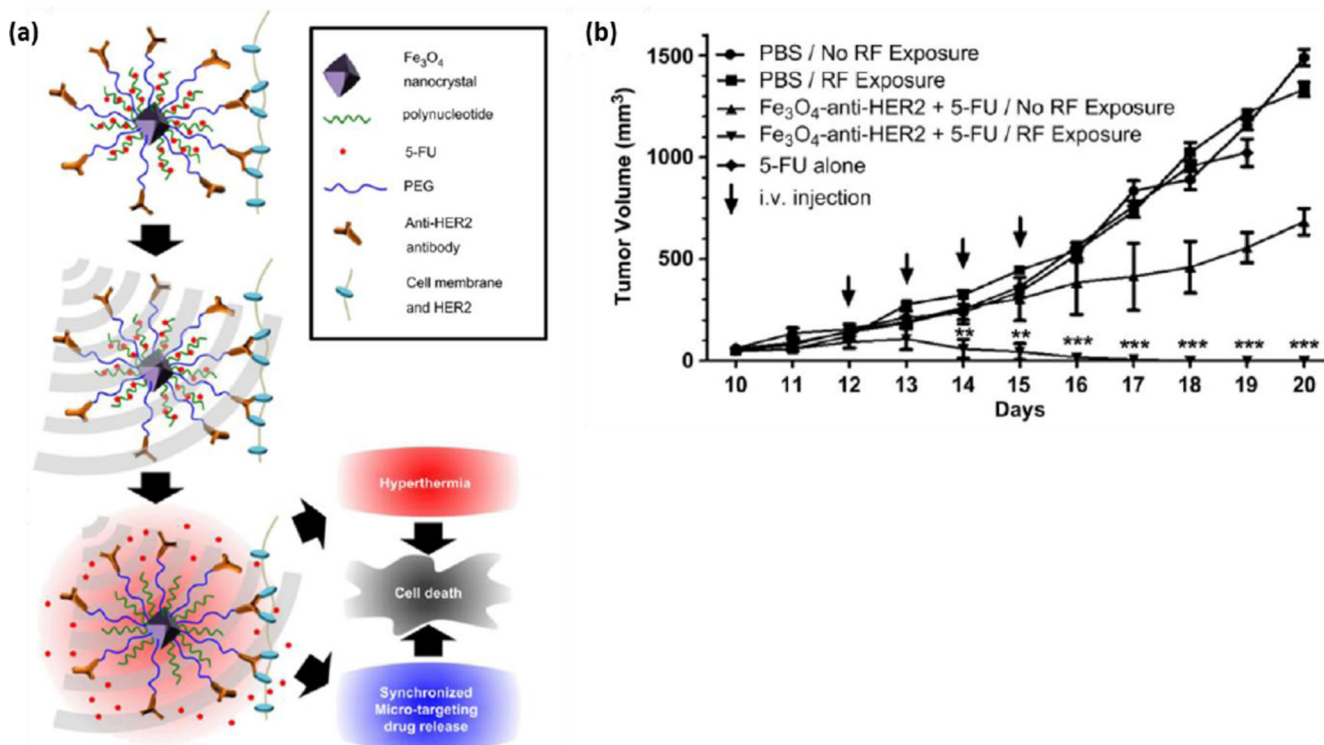 (a)
Fe₃O₄
nanocrystal
polynucleotide
5-FU
PEG
Anti-HER2
antibody
Cell membrane
and HER2
Hyperthermia
Cell death
Synchronized
Micro-targeting
drug release
(b)
Tumor Volume (mm³)
1500
1000
500
0
PBS / No RF Exposure
PBS / RF Exposure
Fe₃O₄-anti-HER2 + 5-FU / No RF Exposure
Fe₃O₄-anti-HER2 + 5-FU / RF Exposure
5-FU alone
i.v. injection
** ** *** *** *** *** ***
10 11 12 13 14 15 16 17 18 19 20
Days